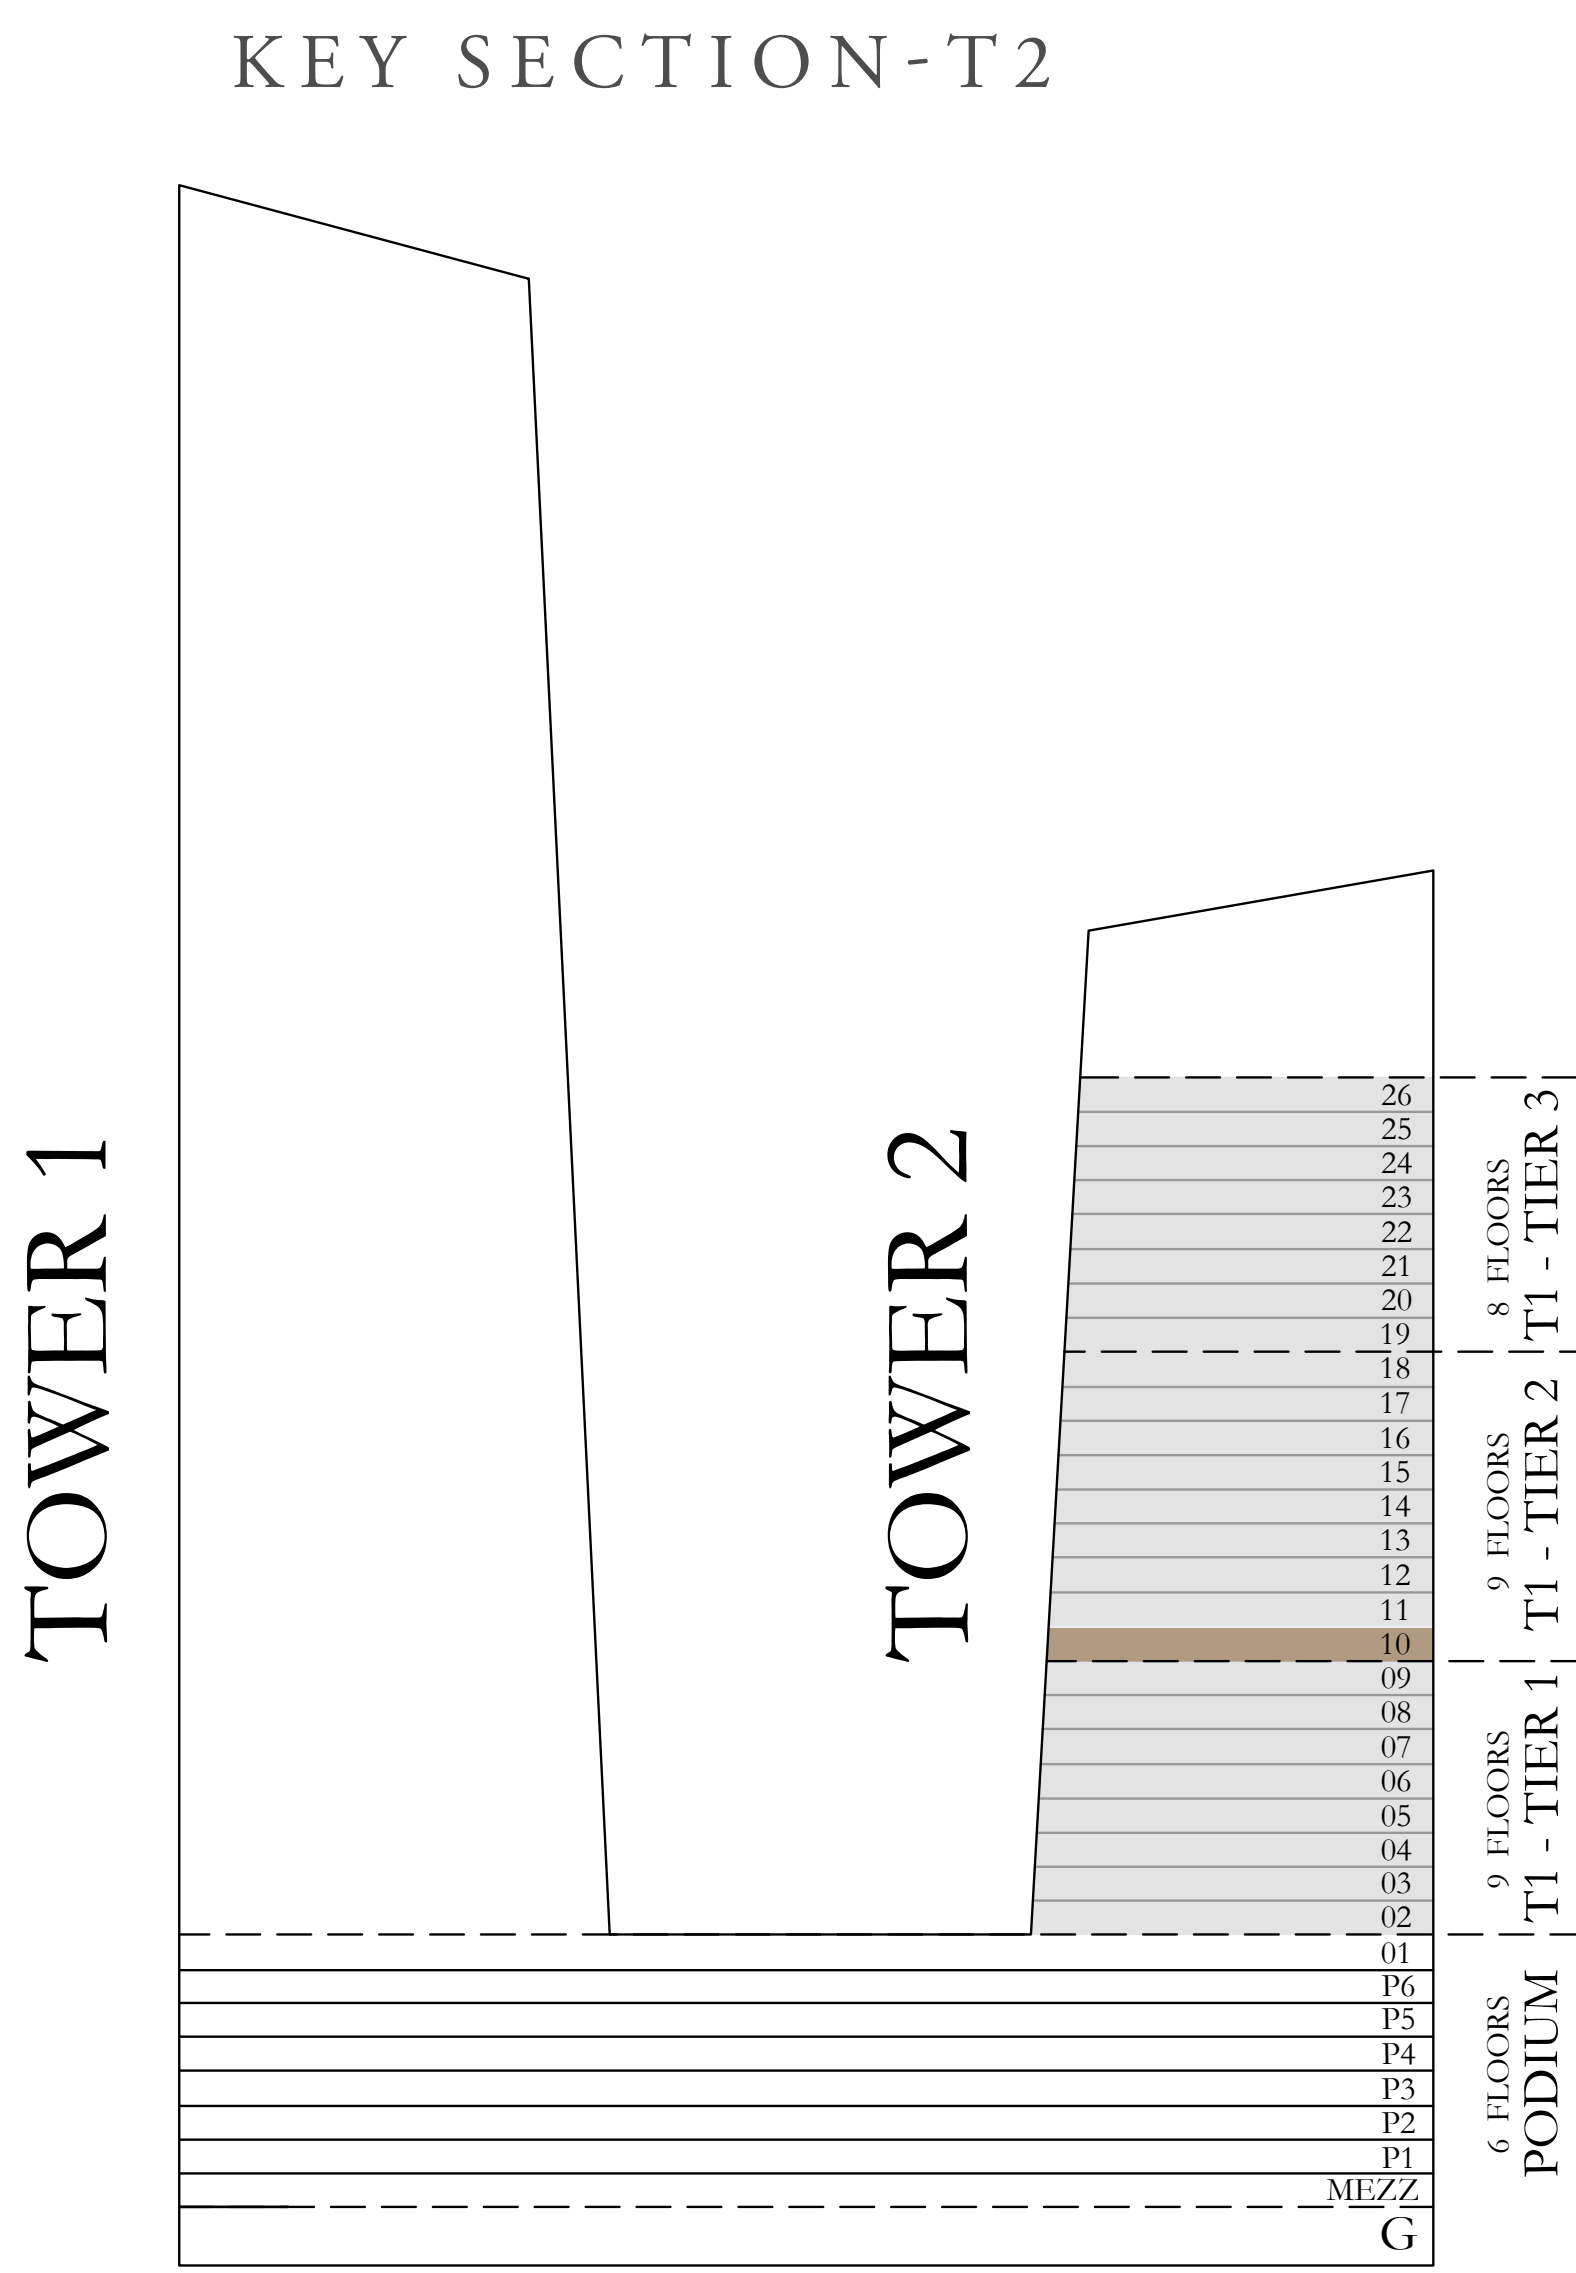 KEY SECTION-T2
TOWER 1
TOWER 2
26
25
24
23
22
21
20
19
18
17
16
15
14
13
12
11
10
09
08
07
06
05
04
03
02
01
P6
P5
P4
P3
P2
P1
MEZZ
G
8 FLOORS
T1 - TIER 3
9 FLOORS
T1 - TIER 2
9 FLOORS
T1 - TIER 1
6 FLOORS
PODIUM